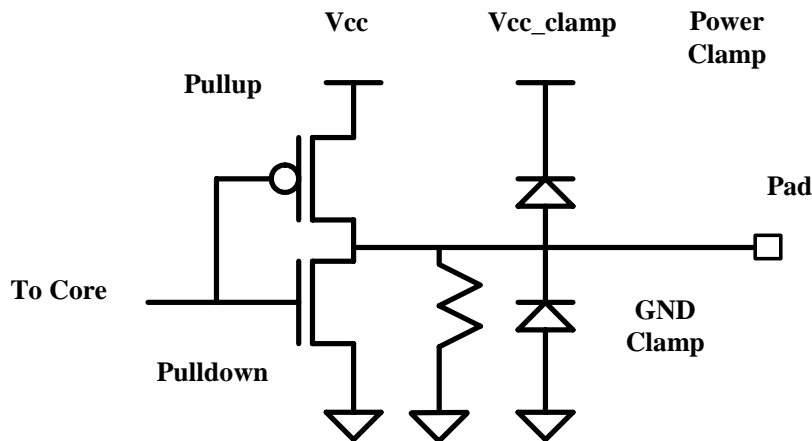 Vcc
Vcc_clamp
Power
Clamp
Pullup
Pad
To Core
GND
Clamp
Pulldown